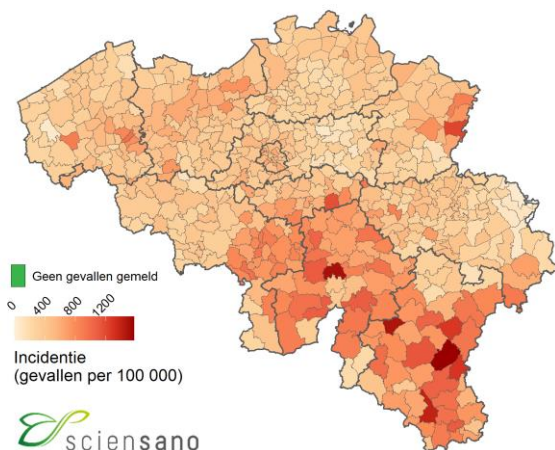 Geen gevallen gemeld
0 400 800 1200
Incidentie
(gevallen per 100 000)
sciensano